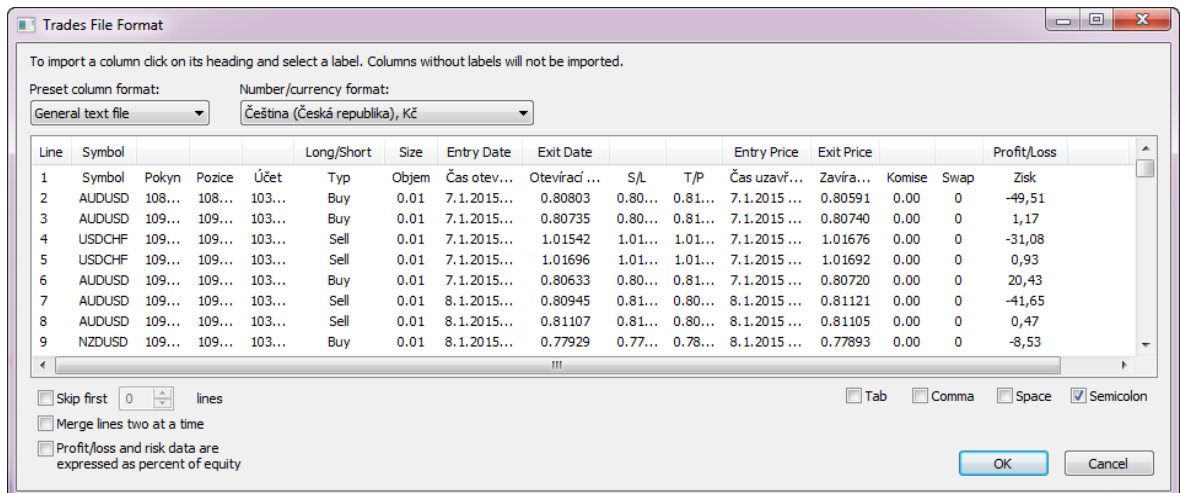 Trades File Format
To import a column click on its heading and select a label. Columns without labels will not be imported.
Preset column format: Number/currency format:
General text file Čeština (Česká republika), Kč
Line Symbol Long/Short Size Entry Date Exit Date Entry Price Exit Price Profit/Loss
1 Symbol Pokyn Pozice Účet Typ Objem Čas otev... Otevírací ... S/L T/P Čas uzavř... Zavíra... Komise Swap Zisk
2 AUDUSD 108... 108... 103... Buy 0.01 7.1.2015... 0.80803 0.80... 0.81... 7.1.2015 ... 0.80591 0.00 0 -49,51
3 AUDUSD 109... 109... 103... Buy 0.01 7.1.2015... 0.80735 0.80... 0.81... 7.1.2015 ... 0.80740 0.00 0 1,17
4 USDCHF 109... 109... 103... Sell 0.01 7.1.2015... 1.01542 1.01... 1.01... 7.1.2015 ... 1.01676 0.00 0 -31,08
5 USDCHF 109... 109... 103... Sell 0.01 7.1.2015... 1.01696 1.01... 1.01... 7.1.2015 ... 1.01692 0.00 0 0,93
6 AUDUSD 109... 109... 103... Buy 0.01 7.1.2015... 0.80633 0.80... 0.81... 7.1.2015 ... 0.80720 0.00 0 20,43
7 AUDUSD 109... 109... 103... Sell 0.01 8.1.2015... 0.80945 0.81... 0.80... 8.1.2015 ... 0.81121 0.00 0 -41,65
8 AUDUSD 109... 109... 103... Sell 0.01 8.1.2015... 0.81107 0.81... 0.80... 8.1.2015 ... 0.81105 0.00 0 0,47
9 NZDUSD 109... 109... 103... Buy 0.01 8.1.2015... 0.77929 0.77... 0.78... 8.1.2015 ... 0.77893 0.00 0 -8,53
Skip first 0 lines Tab Comma Space Semicolon
Merge lines two at a time
Profit/loss and risk data are
expressed as percent of equity
OK Cancel